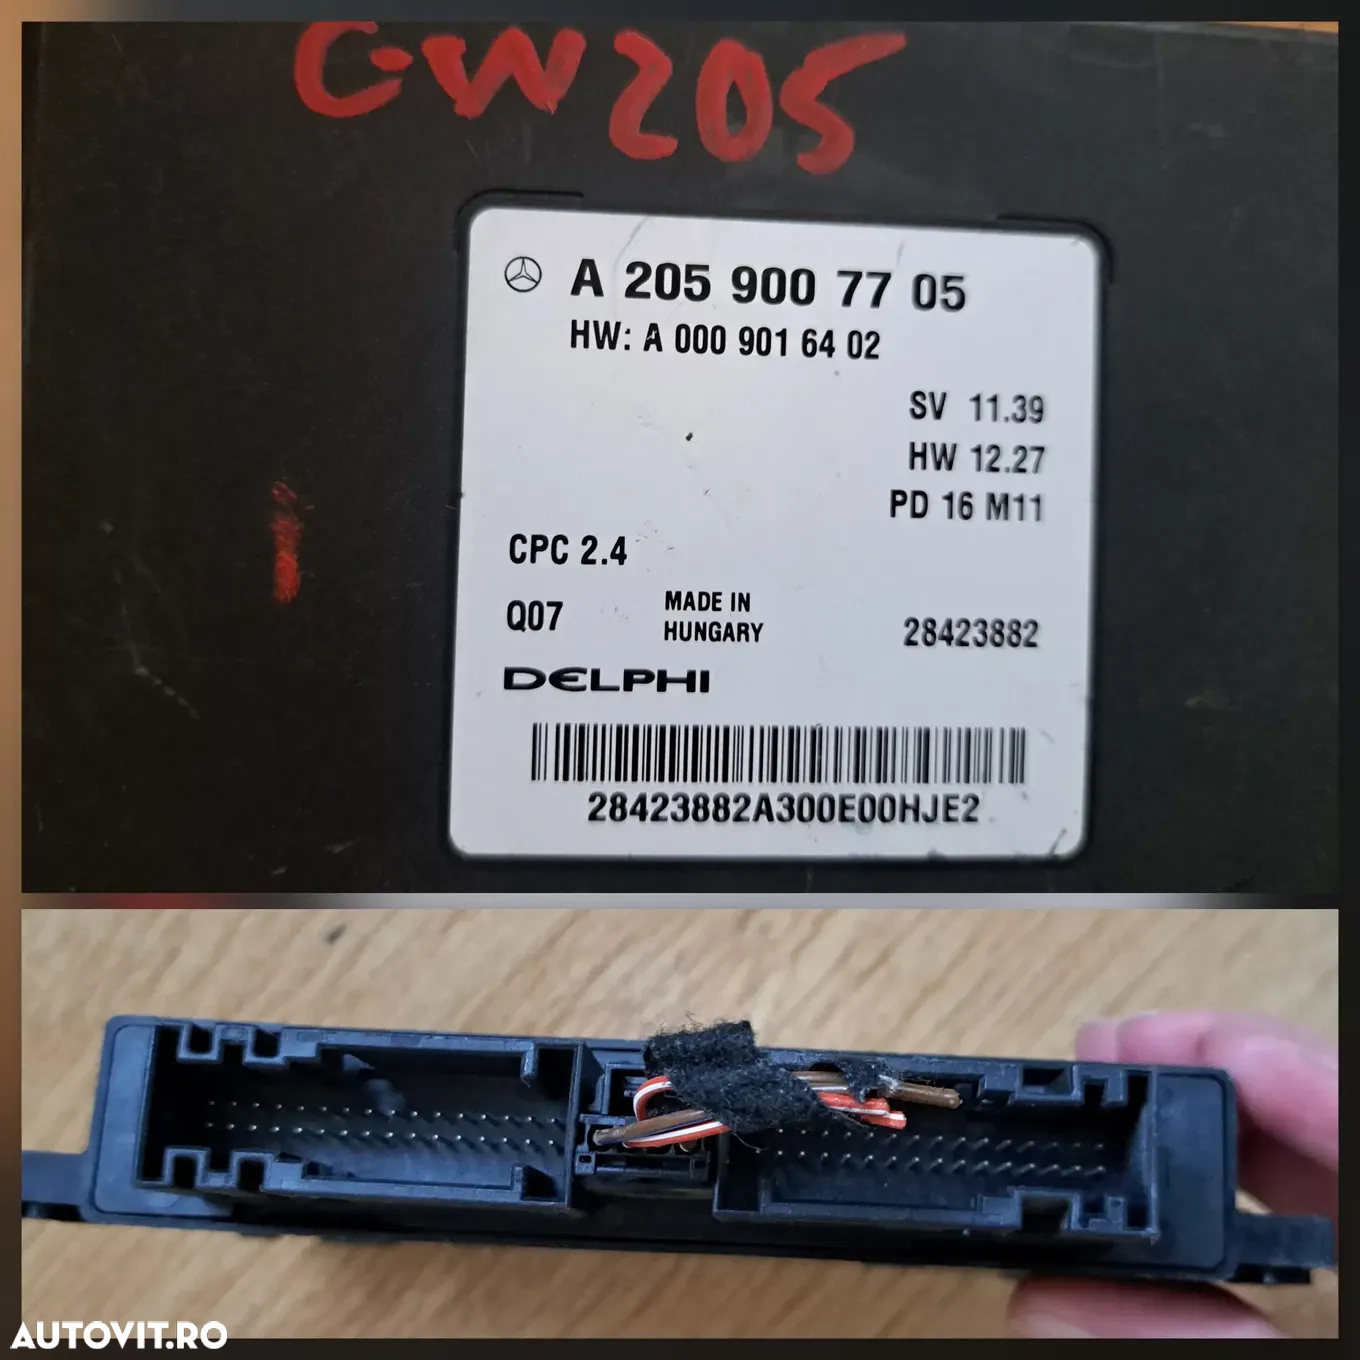 GW205
A 205 900 77 05
HW: A 000 901 64 02
SV 11.39
HW 12.27
PD 16 M11
CPC 2.4
Q07
MADE IN
HUNGARY
28423882
DELPHI
28423882A300E00HJE2
AUTOVIT.RO